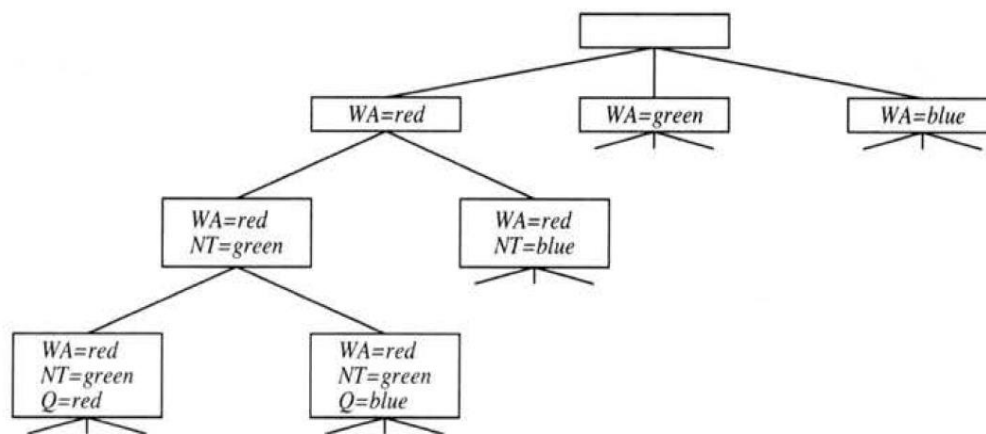 WA=red
WA=green
WA=blue
WA=red
NT=green
WA=red
NT=blue
WA=red
NT=green
Q=red
WA=red
NT=green
Q=blue